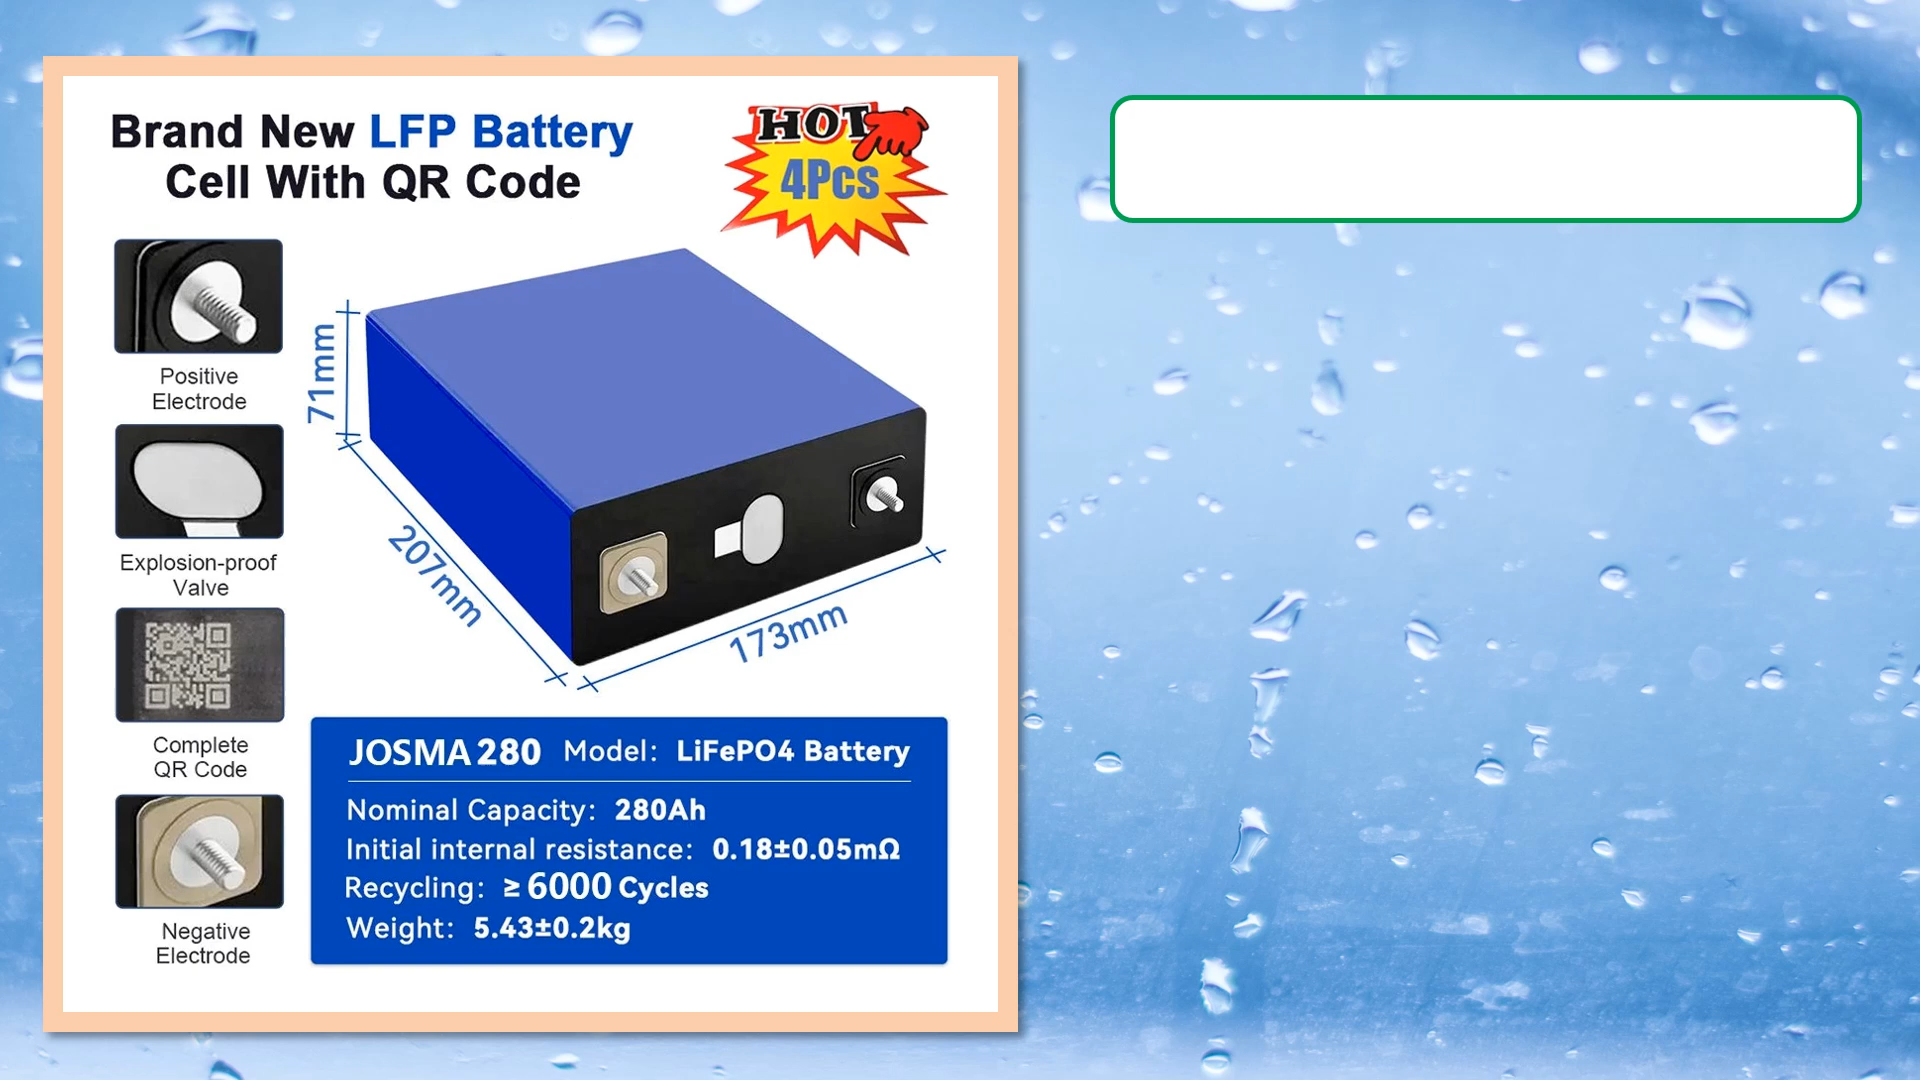 Brand New LFP Battery
Cell With QR Code
HOT
4Pcs
Positive
Electrode
Explosion-proof
Valve
Complete
QR Code
Negative
Electrode
71mm
207mm
173mm
JOSMA 280 Model: LiFePO4 Battery
Nominal Capacity: 280Ah
Initial internal resistance: 0.18±0.05mΩ
Recycling: ≥ 6000 Cycles
Weight: 5.43±0.2kg